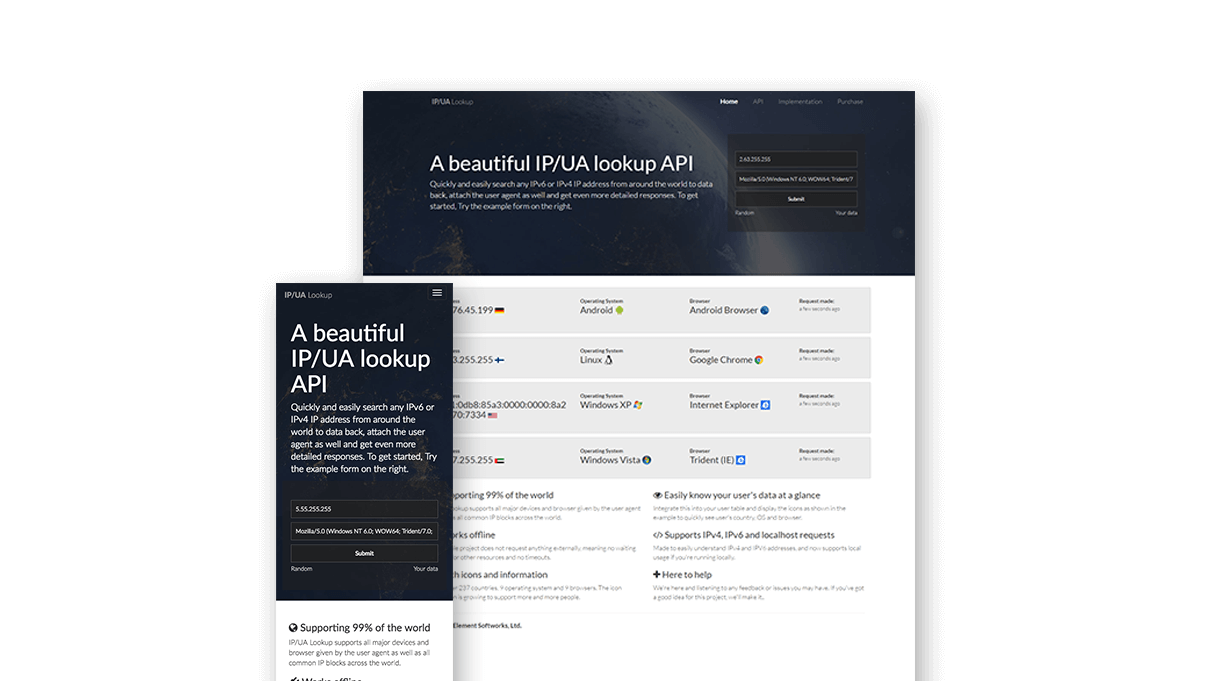 IP/UA Lookup
Home API Implementation Purchase
A beautiful IP/UA lookup API
Quickly and easily search any IPv6 or IPv4 IP address from around the world to data
back, attach the user agent as well and get even more detailed responses. To get
started, Try the example form on the right.
2.63.255.255
Mozilla/5.0 (Windows NT 6.0; WOW64; Trident/7
Submit
Random Your data
76.45.199
Operating System
Android
Browser
Android Browser
Request made:
a few seconds ago
3.255.255
Operating System
Linux
Browser
Google Chrome
Request made:
a few seconds ago
:0db8:85a3:0000:0000:8a2
70:7334
Operating System
Windows XP
Browser
Internet Explorer
Request made:
a few seconds ago
7.255.255
Operating System
Windows Vista
Browser
Trident (IE)
Request made:
a few seconds ago
porting 99% of the world
okup supports all major devices and browser given by the user agent
all common IP blocks across the world.
Easily know your user's data at a glance
Integrate this into your user table and display the icons as shown in the
example to quickly see user's country, OS and browser.
orks offline
project does not request anything externally, meaning no waiting
or other resources and no timeouts.
</> Supports IPv4, IPv6 and localhost requests
Made to easily understand IPv4 and IPV6 addresses, and now supports local
usage if you're running locally.
h icons and information
er 237 countries, 9 operating system and 9 browsers. The icon
is growing to support more and more people.
Here to help
We're here and listening to any feedback or issues you may have. If you've got
a good idea for this project, we'll make it.
Element Softworks, Ltd.
IP/UA Lookup
A beautiful
IP/UA lookup
API
Quickly and easily search any IPv6 or
IPv4 IP address from around the
world to data back, attach the user
agent as well and get even more
detailed responses. To get started, Try
the example form on the right.
5.55.255.255
Mozilla/5.0 (Windows NT 6.0; WOW64; Trident/7.0;
Submit
Random Your data
Supporting 99% of the world
IP/UA Lookup supports all major devices and
browser given by the user agent as well as all
common IP blocks across the world.
Works offline